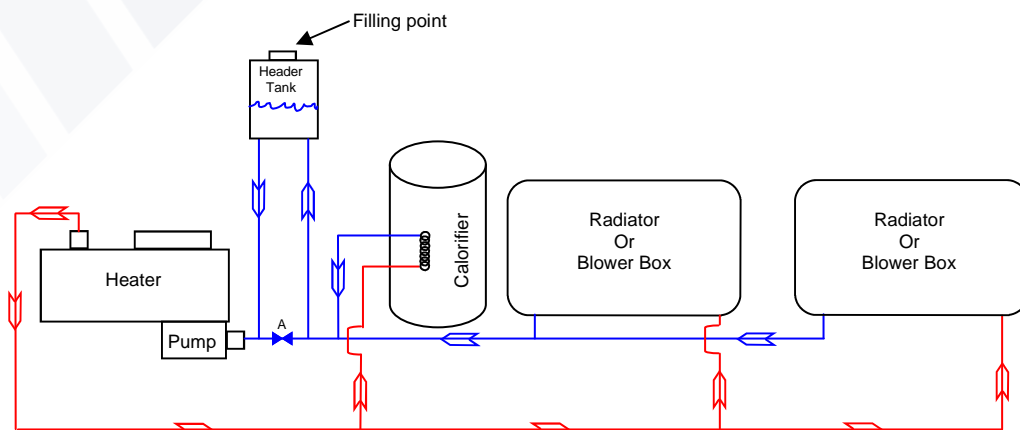 Filling point
Header
Tank
Calorifier
Radiator
Or
Blower Box
Radiator
Or
Blower Box
Heater
A
Pump